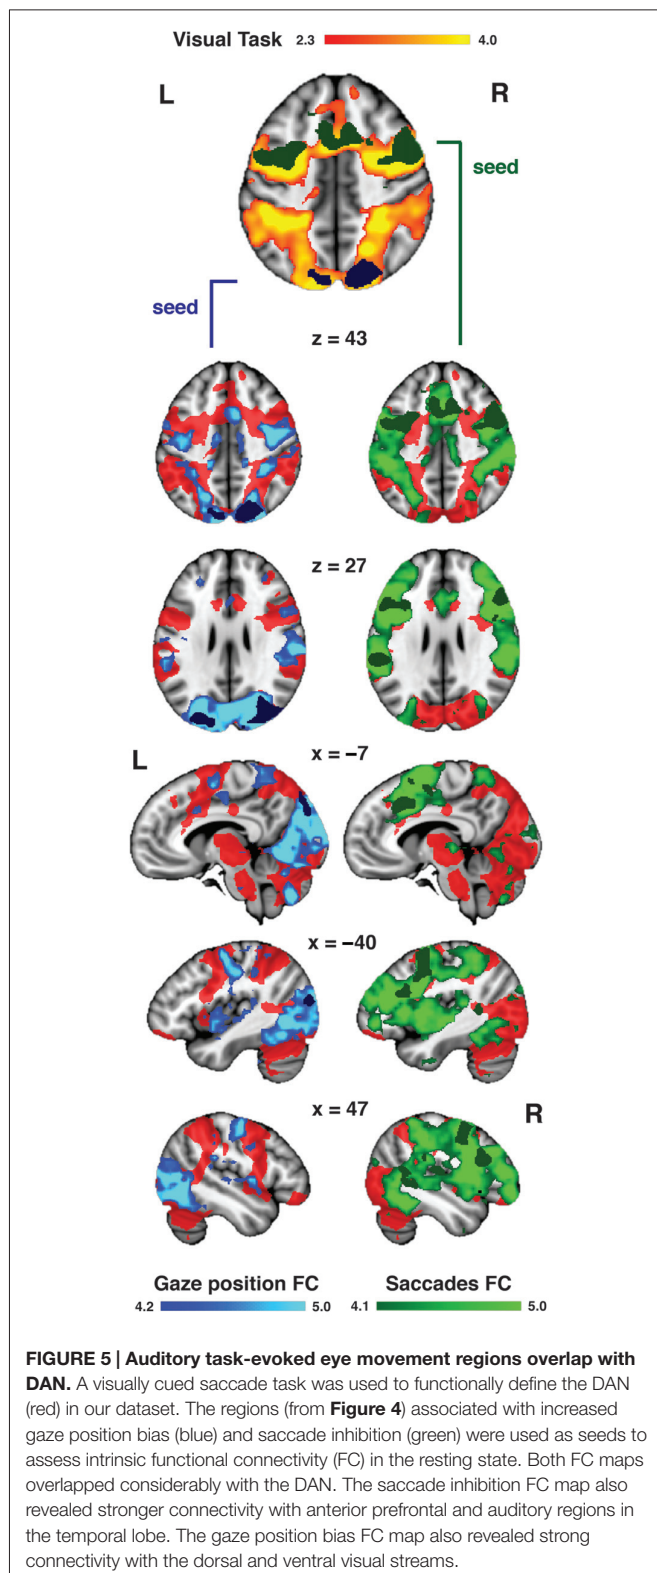 Visual Task 2.3 4.0
L R
seed
seed
z = 43
z = 27
L
x = −7
x = −40
x = 47
R
Gaze position FC Saccades FC
4.2 5.0 4.1 5.0
FIGURE 5 | Auditory task-evoked eye movement regions overlap with
DAN. A visually cued saccade task was used to functionally define the DAN
(red) in our dataset. The regions (from Figure 4) associated with increased
gaze position bias (blue) and saccade inhibition (green) were used as seeds to
assess intrinsic functional connectivity (FC) in the resting state. Both FC maps
overlapped considerably with the DAN. The saccade inhibition FC map also
revealed stronger connectivity with anterior prefrontal and auditory regions in
the temporal lobe. The gaze position bias FC map also revealed strong
connectivity with the dorsal and ventral visual streams.